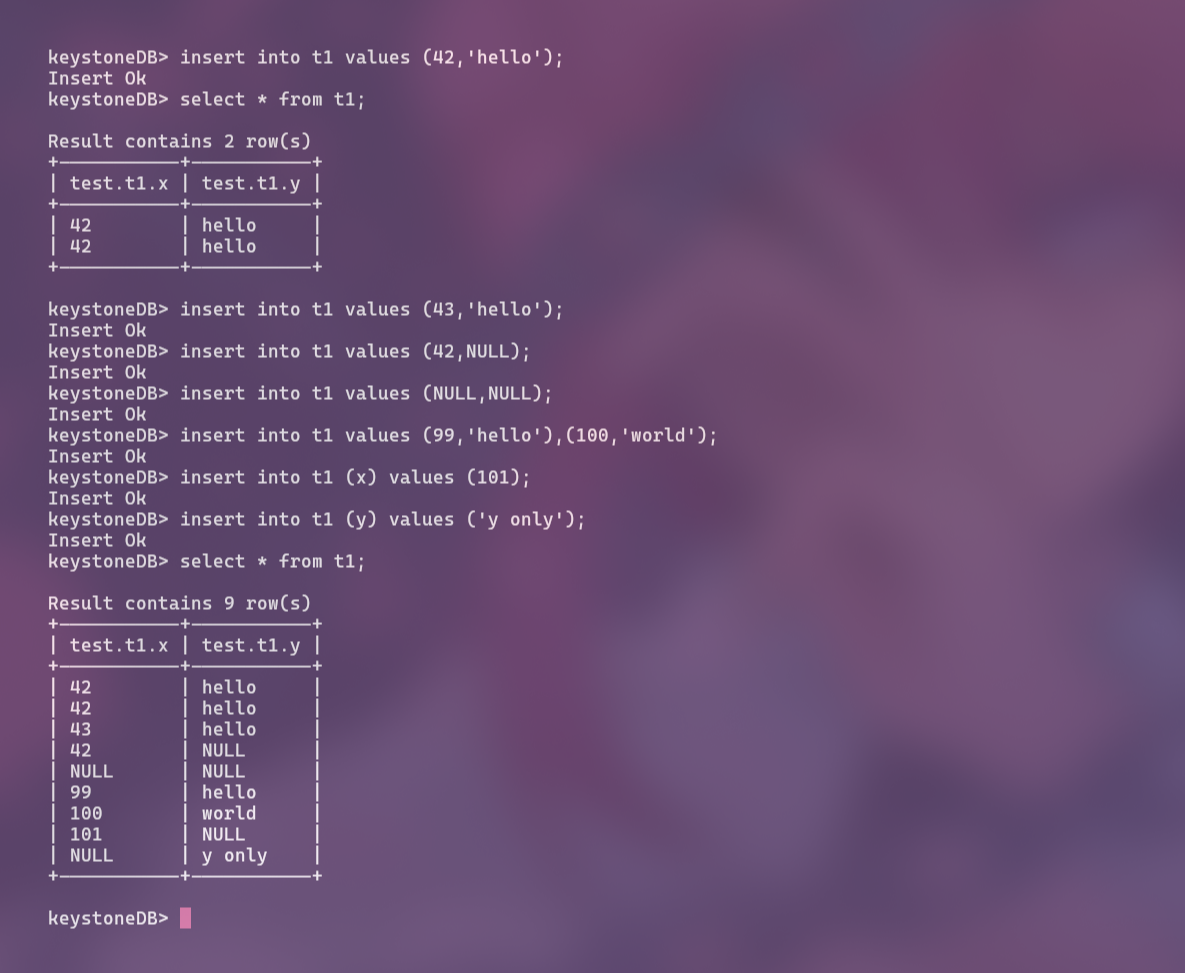 keystoneDB> insert into t1 values (42,'hello');
Insert Ok
keystoneDB> select * from t1;
Result contains 2 row(s)
+———————————+———————————+
| test.t1.x | test.t1.y |
+———————————+———————————+
| 42        | hello     |
| 42        | hello     |
+———————————+———————————+
keystoneDB> insert into t1 values (43,'hello');
Insert Ok
keystoneDB> insert into t1 values (42,NULL);
Insert Ok
keystoneDB> insert into t1 values (NULL,NULL);
Insert Ok
keystoneDB> insert into t1 values (99,'hello'),(100,'world');
Insert Ok
keystoneDB> insert into t1 (x) values (101);
Insert Ok
keystoneDB> insert into t1 (y) values ('y only');
Insert Ok
keystoneDB> select * from t1;
Result contains 9 row(s)
+———————————+———————————+
| test.t1.x | test.t1.y |
+———————————+———————————+
| 42        | hello     |
| 42        | hello     |
| 43        | hello     |
| 42        | NULL      |
| NULL      | NULL      |
| 99        | hello     |
| 100       | world     |
| 101       | NULL      |
| NULL      | y only    |
+———————————+———————————+
keystoneDB>